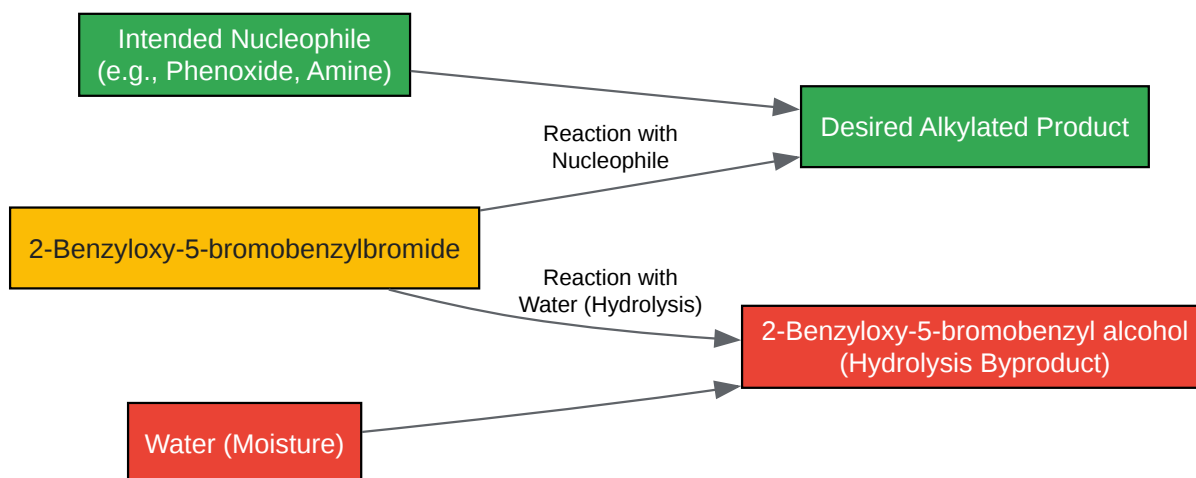 Intended Nucleophile
(e.g., Phenoxide, Amine)
Desired Alkylated Product
Reaction with
Nucleophile
2-Benzyloxy-5-bromobenzylbromide
Reaction with
Water (Hydrolysis)
2-Benzyloxy-5-bromobenzyl alcohol
(Hydrolysis Byproduct)
Water (Moisture)